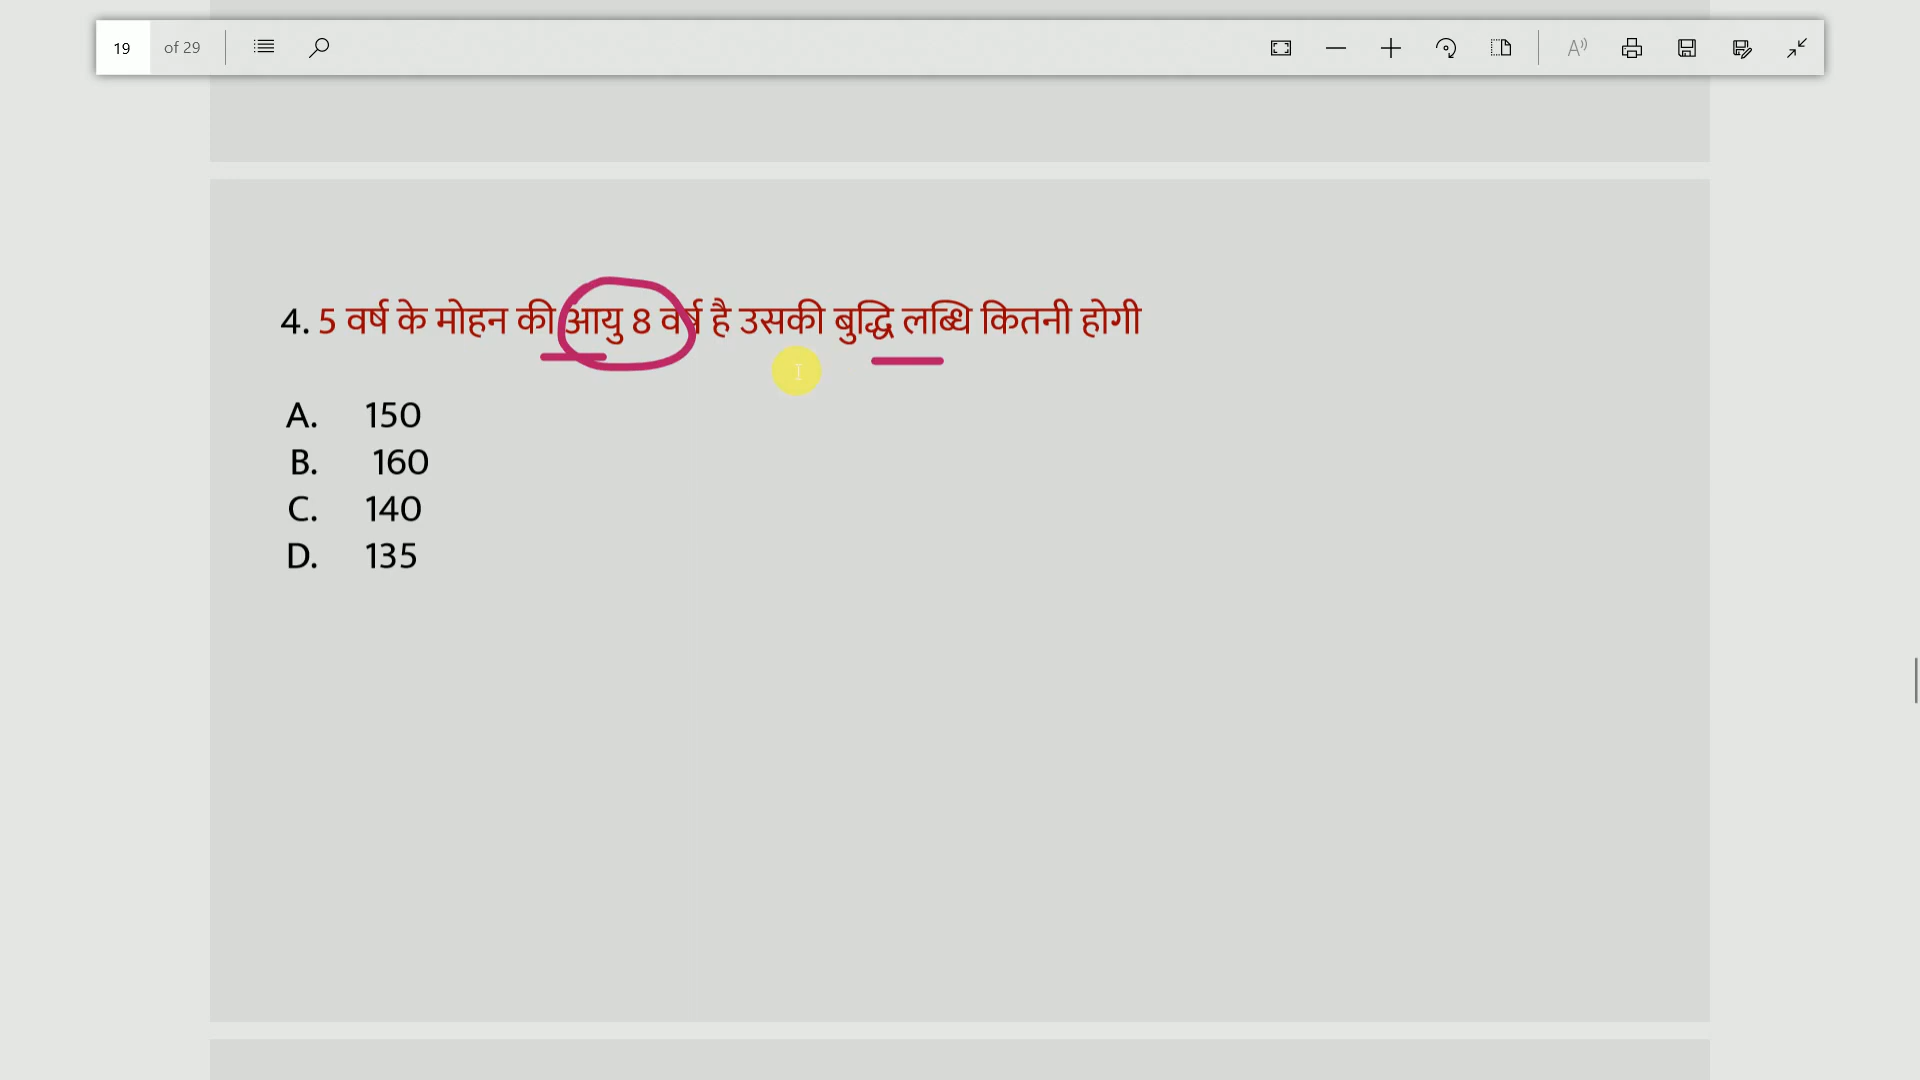 19 of 29
4. 5 वर्ष के मोहन की आयु 8 वर्ष है उसकी बुद्धि लब्धि कितनी होगी
A. 150
B. 160
C. 140
D. 135